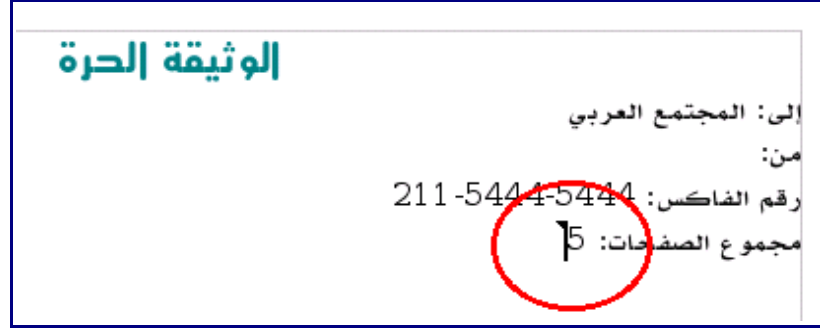 الوثيقة الحرة
إلى: المجتمع العربي
من:
رقم الفاكس: 5444-5444-211
مجموع الصفحات: 5